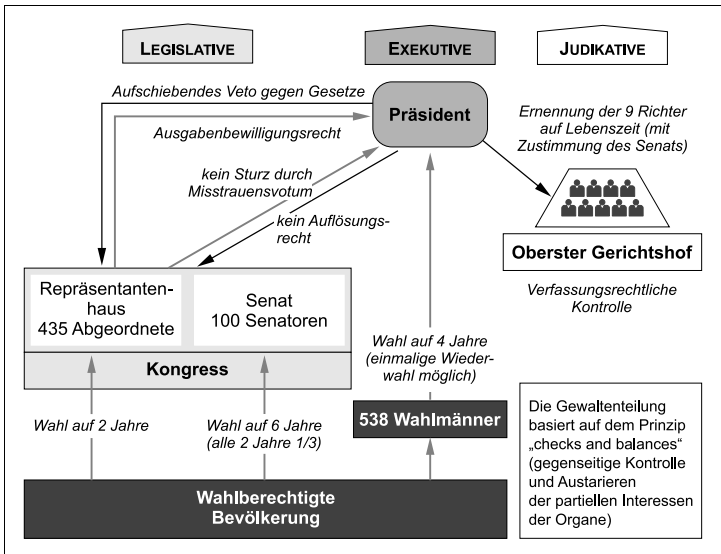 LEGISLATIVE
EXEKUTIVE
JUDIKATIVE
Aufschiebendes Veto gegen Gesetze
Präsident
Ausgabenbewilligungsrecht
Ernennung der 9 Richter
auf Lebenszeit (mit
Zustimmung des Senats)
kein Sturz durch
Misstrauensvotum
kein Auflösungs-
recht
Oberster Gerichtshof
Verfassungsrechtliche
Kontrolle
Repräsentanten-
haus
435 Abgeordnete
Senat
100 Senatoren
Kongress
Wahl auf 4 Jahre
(einmalige Wieder-
wahl möglich)
Wahl auf 2 Jahre
Wahl auf 6 Jahre
(alle 2 Jahre 1/3)
538 Wahlmänner
Die Gewaltenteilung
basiert auf dem Prinzip
„checks and balances“
(gegenseitige Kontrolle
und Austarieren
der partiellen Interessen
der Organe)
Wahlberechtigte
Bevölkerung